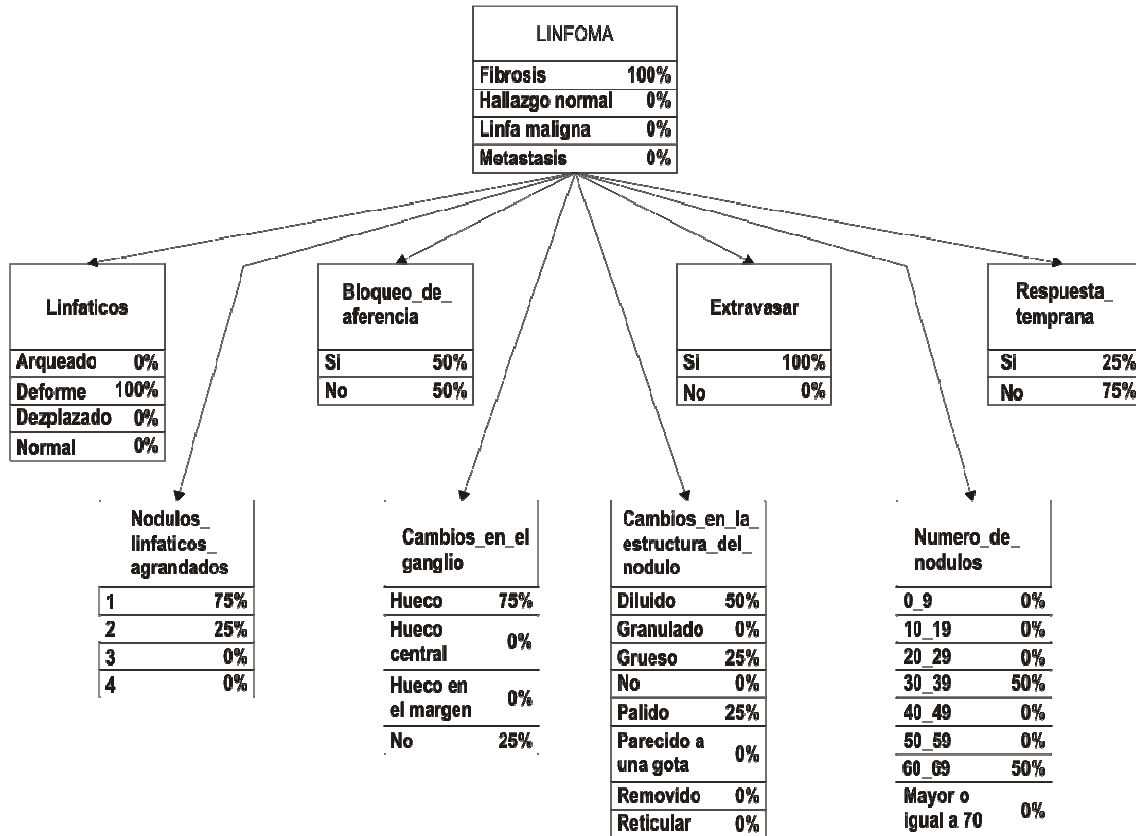 LINFOMA
Fibrosis 100%
Hallazgo normal 0%
Linfa maligna 0%
Metastasis 0%
Linfaticos
Arqueado 0%
Deforme 100%
Dezplazado 0%
Normal 0%
Bloqueo_de_
aferencia
Si 50%
No 50%
Extravasar
Si 100%
No 0%
Respuesta_
temprana
Si 25%
No 75%
Nodulos_
linfaticos_
agrandados
1 75%
2 25%
3 0%
4 0%
Cambios_en_el
ganglio
Hueco 75%
Hueco
central 0%
Hueco en
el margen 0%
No 25%
Cambios_en_la_
estructura_del_
nodulo
Diluido 50%
Granulado 0%
Grueso 25%
No 0%
Palido 25%
Parecido a
una gota 0%
Removido 0%
Reticular 0%
Numero_de_
nodulos
0_9 0%
10_19 0%
20_29 0%
30_39 50%
40_49 0%
50_59 0%
60_69 50%
Mayor o
igual a 70 0%